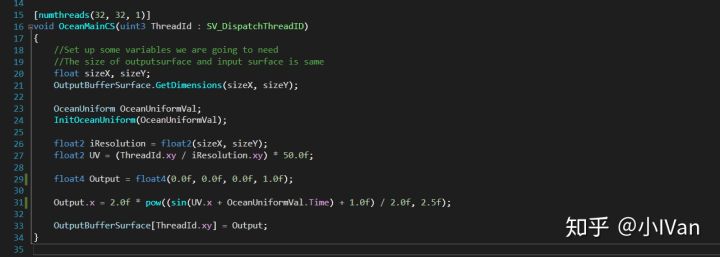 14
15 [numthreads(32, 32, 1)]
16 void OceanMainCS(uint3 ThreadId : SV_DispatchThreadID)
17 {
18 //Set up some variables we are going to need
19 //The size of outputsurface and input surface is same
20 float sizeX, sizeY;
21 OutputBufferSurface.GetDimensions(sizeX, sizeY);
22
23 OceanUniform OceanUniformVal;
24 InitOceanUniform(OceanUniformVal);
25
26 float2 iResolution = float2(sizeX, sizeY);
27 float2 UV = (ThreadId.xy / iResolution.xy) * 50.0f;
28
29 float4 Output = float4(0.0f, 0.0f, 0.0f, 1.0f);
30
31 Output.x = 2.0f * pow((sin(UV.x + OceanUniformVal.Time) + 1.0f) / 2.0f, 2.5f);
32
33 OutputBufferSurface[ThreadId.xy] = Output;
34 }
35
知乎 @小IVan